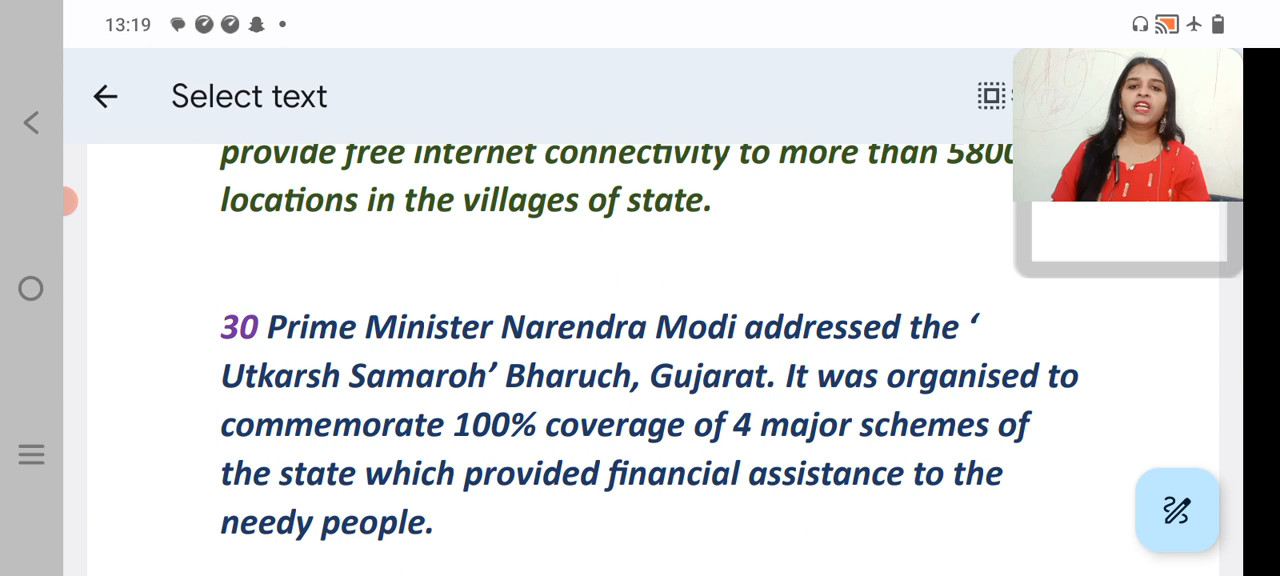 13:19
Select text
provide free internet connectivity to more than 5800
locations in the villages of state.
30 Prime Minister Narendra Modi addressed the ‘
Utkarsh Samaroh’ Bharuch, Gujarat. It was organised to
commemorate 100% coverage of 4 major schemes of
the state which provided financial assistance to the
needy people.